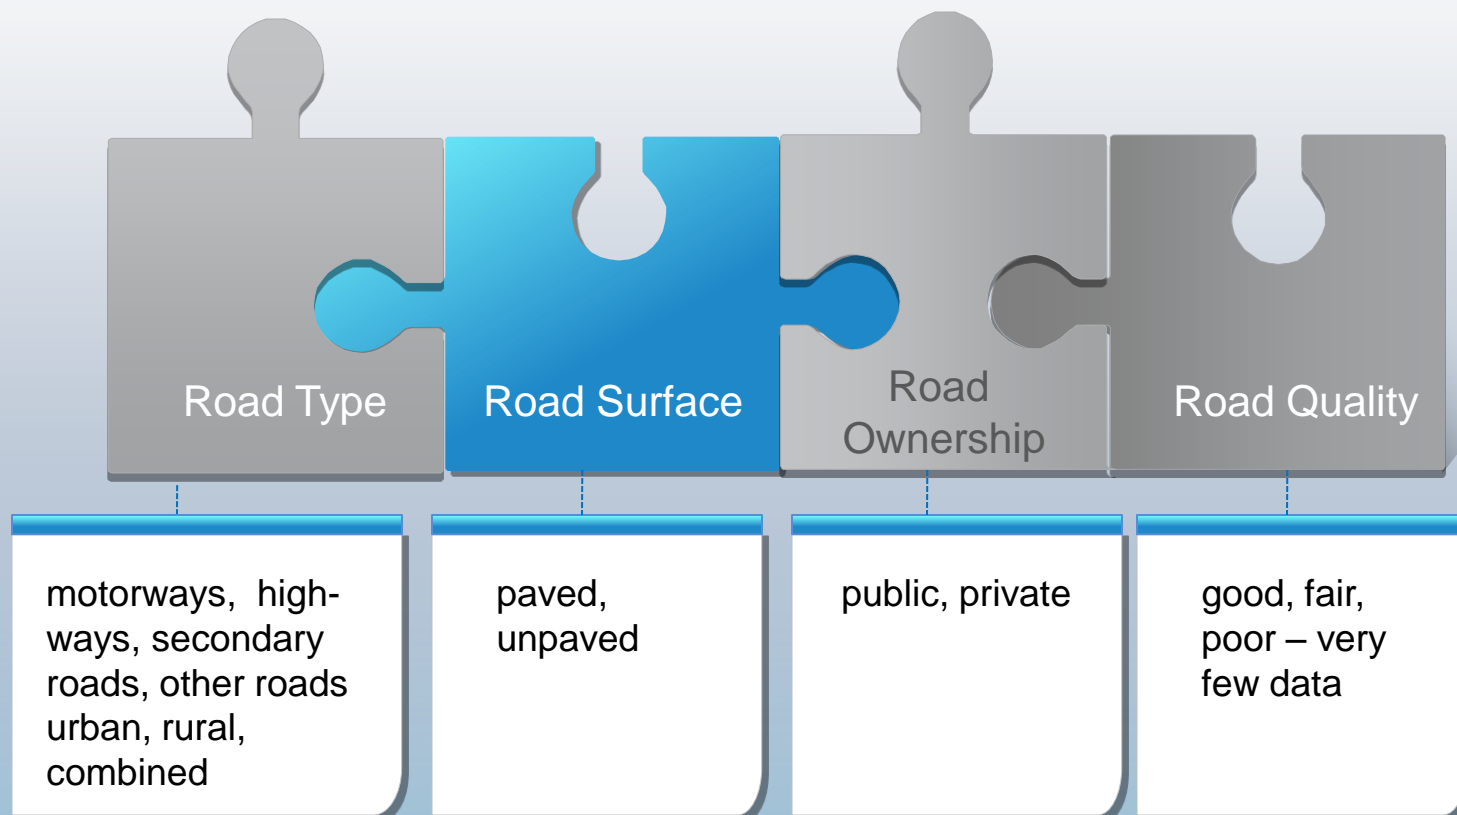 Road Type
Road Surface
Road
Ownership
Road Quality
motorways,  high-
ways, secondary
roads, other roads
urban, rural,
combined
paved,
unpaved
public, private
good, fair,
poor – very
few data